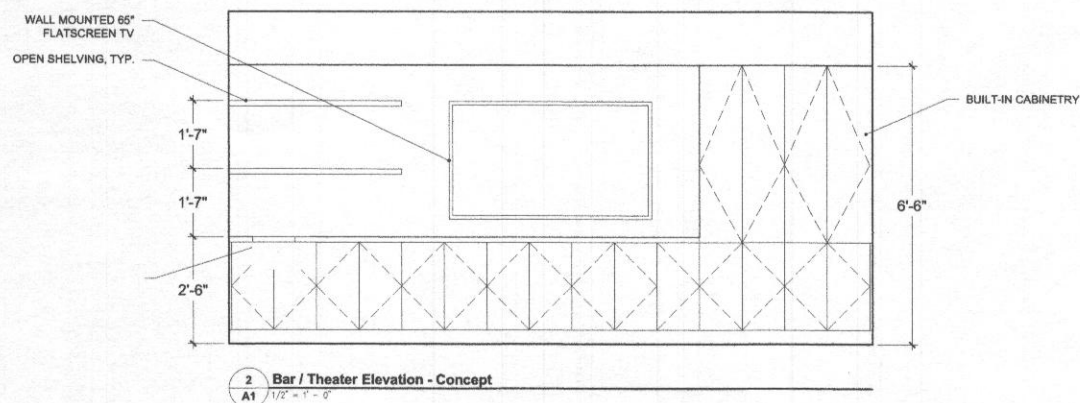 WALL MOUNTED 65"
FLATSCREEN TV
OPEN SHELVING, TYP.
BUILT-IN CABINETRY
1'-7"
1'-7"
6'-6"
2'-6"
2
Bar / Theater Elevation - Concept
A1
1/2" = 1' - 0"